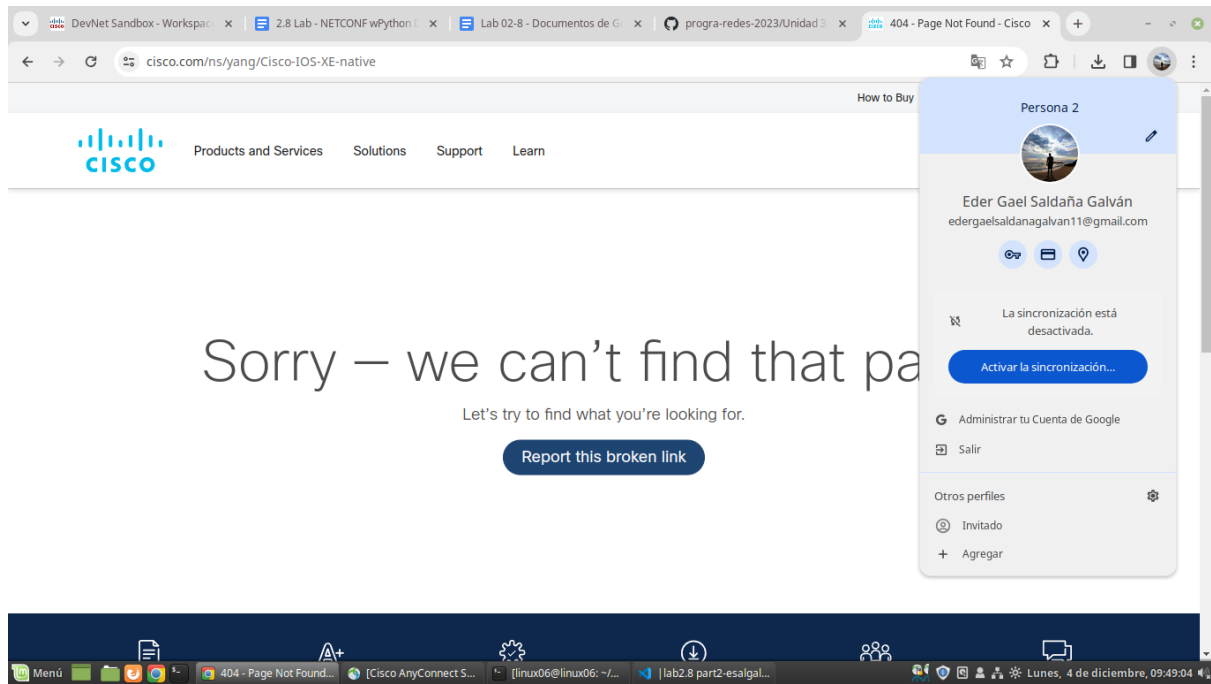 DevNet Sandbox - Workspac
2.8 Lab - NETCONF wPython
Lab 02-8 - Documentos de G
progra-redes-2023/Unidad 3
404 - Page Not Found - Cisco
cisco.com/ns/yang/Cisco-IOS-XE-native
How to Buy
CISCO
Products and Services Solutions Support Learn
Persona 2
Eder Gael Saldaña Galván
edergaelsaldanagalvan11@gmail.com
La sincronización está
desactivada.
Activar la sincronización...
Administrar tu Cuenta de Google
Salir
Otros perfiles
Invitado
+ Agregar
Sorry — we can't find that pa
Let's try to find what you're looking for.
Report this broken link
Menú
404 - Page Not Found...
[Cisco AnyConnect S...
[linux06@linux06: ~/...
|lab2.8 part2-esalgal...
Lunes, 4 de diciembre, 09:49:04